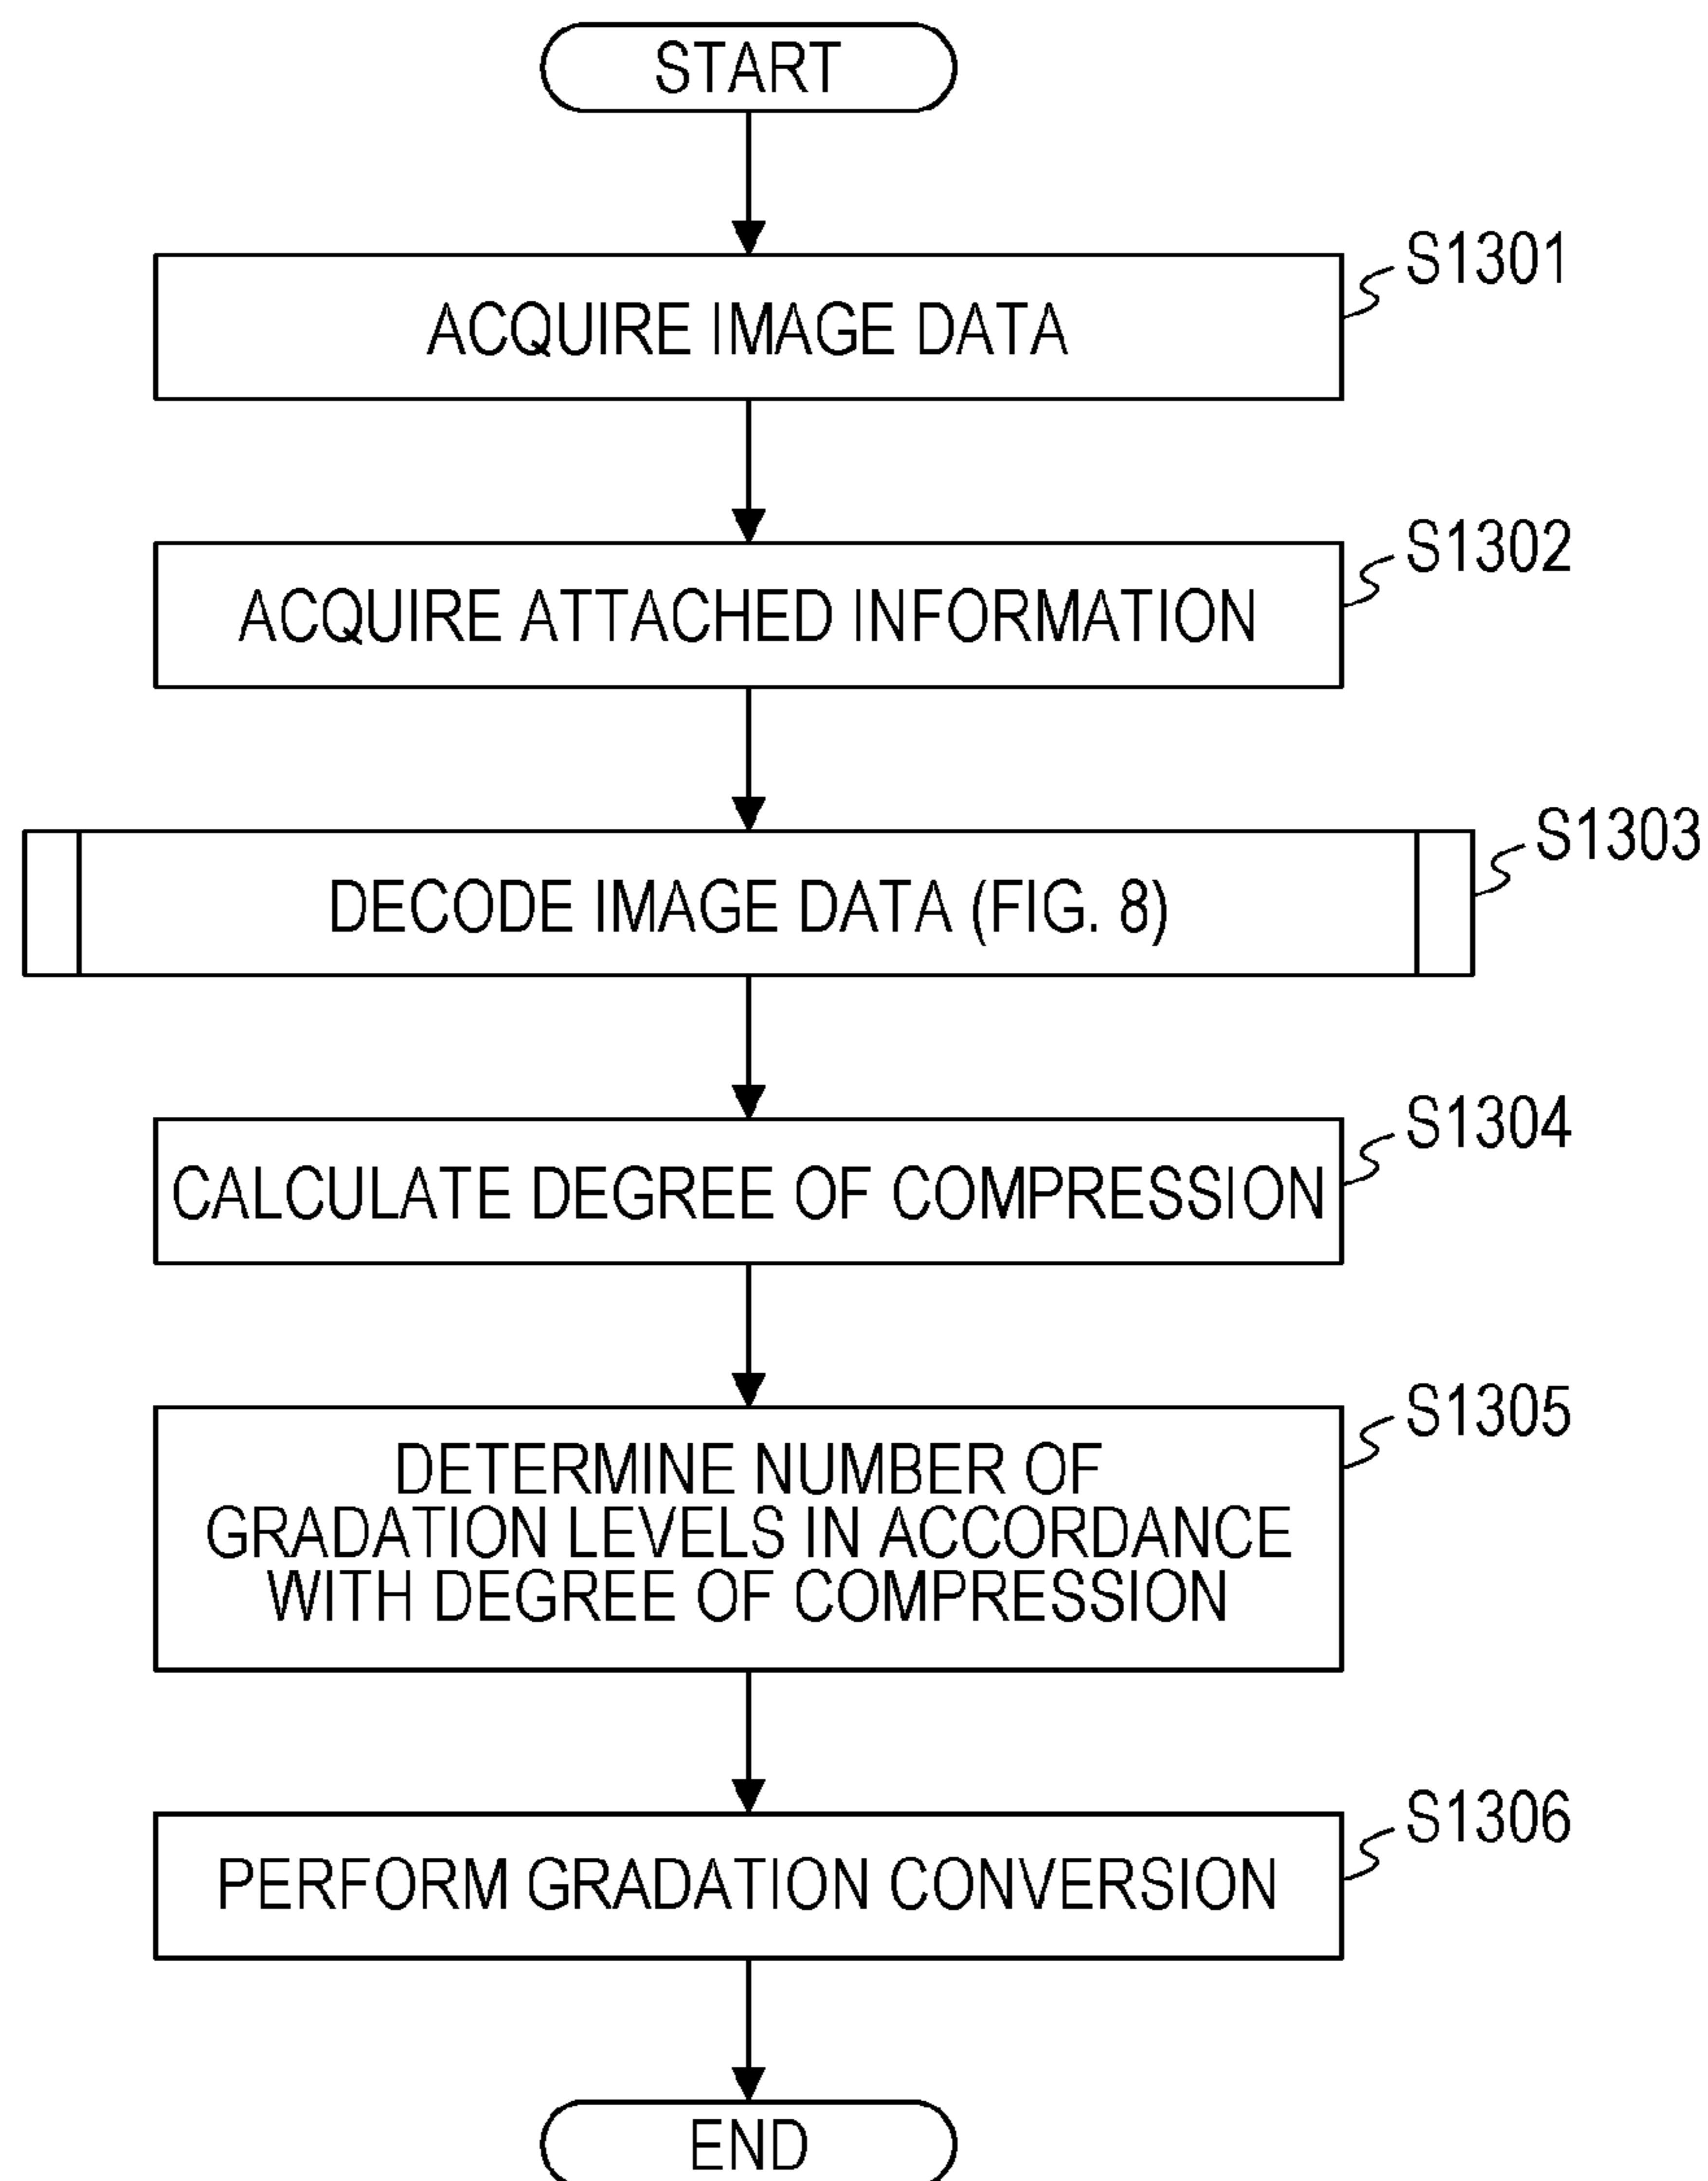 START
S1301
ACQUIRE IMAGE DATA
S1302
ACQUIRE ATTACHED INFORMATION
S1303
DECODE IMAGE DATA (FIG. 8)
S1304
CALCULATE DEGREE OF COMPRESSION
S1305
DETERMINE NUMBER OF
GRADATION LEVELS IN ACCORDANCE
WITH DEGREE OF COMPRESSION
S1306
PERFORM GRADATION CONVERSION
END